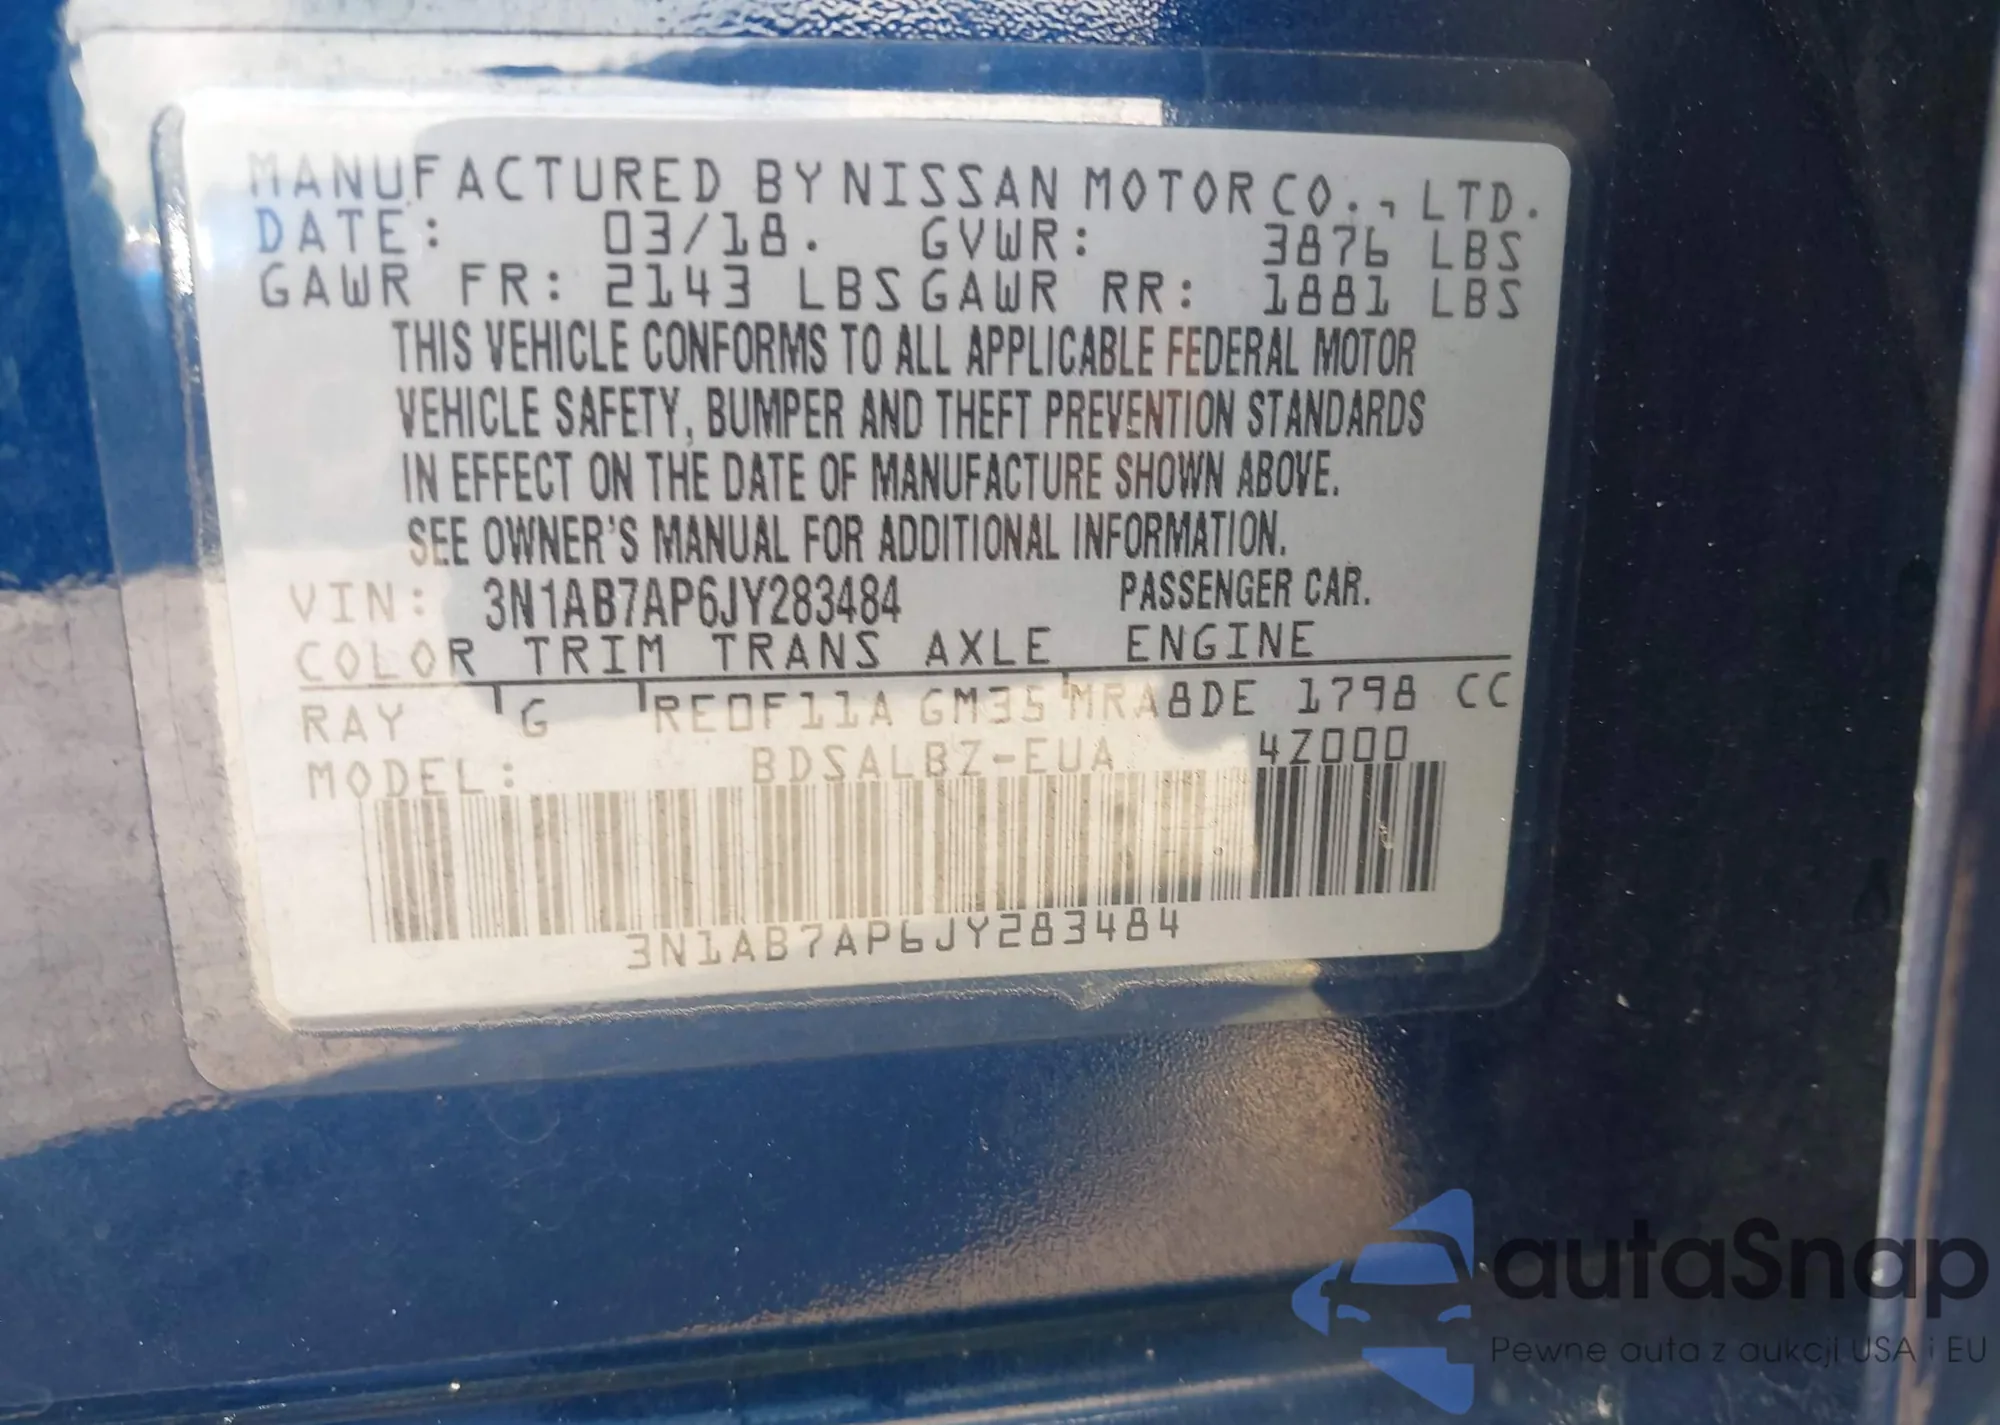 MANUFACTURED BY NISSAN MOTOR CO., LTD.
DATE: 03/18. GVWR: 3876 LBS
GAWR FR: 2143 LBS GAWR RR: 1881 LBS
THIS VEHICLE CONFORMS TO ALL APPLICABLE FEDERAL MOTOR
VEHICLE SAFETY, BUMPER AND THEFT PREVENTION STANDARDS
IN EFFECT ON THE DATE OF MANUFACTURE SHOWN ABOVE.
SEE OWNER'S MANUAL FOR ADDITIONAL INFORMATION.
VIN: 3N1AB7AP6JY283484 PASSENGER CAR.
COLOR TRIM TRANS AXLE ENGINE
RAY G RE0F11A GM35 MRA8DE 1798 CC
MODEL: BDSALBZ-EUA 4Z000
3N1AB7AP6JY283484
autaSnap
Pewne auta z aukcji USA i EU